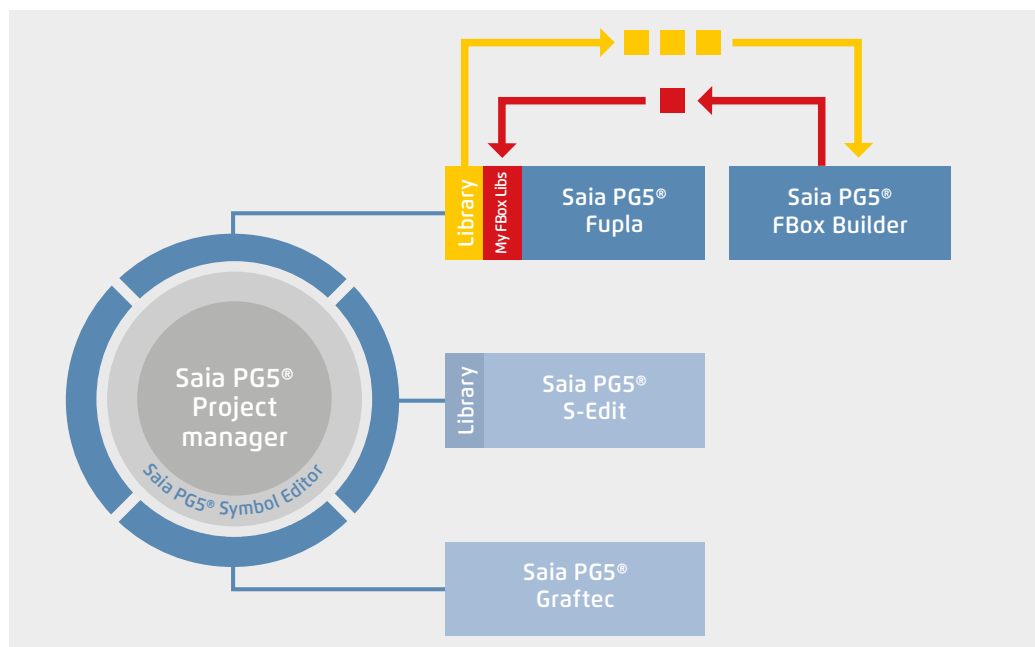 Library
My FBox Libs
Saia PG5®
Fupla
Saia PG5®
FBox Builder
Saia PG5®
Project
manager
Saia PG5® Symbol Editor
Library
Saia PG5®
S-Edit
Saia PG5®
Graftec